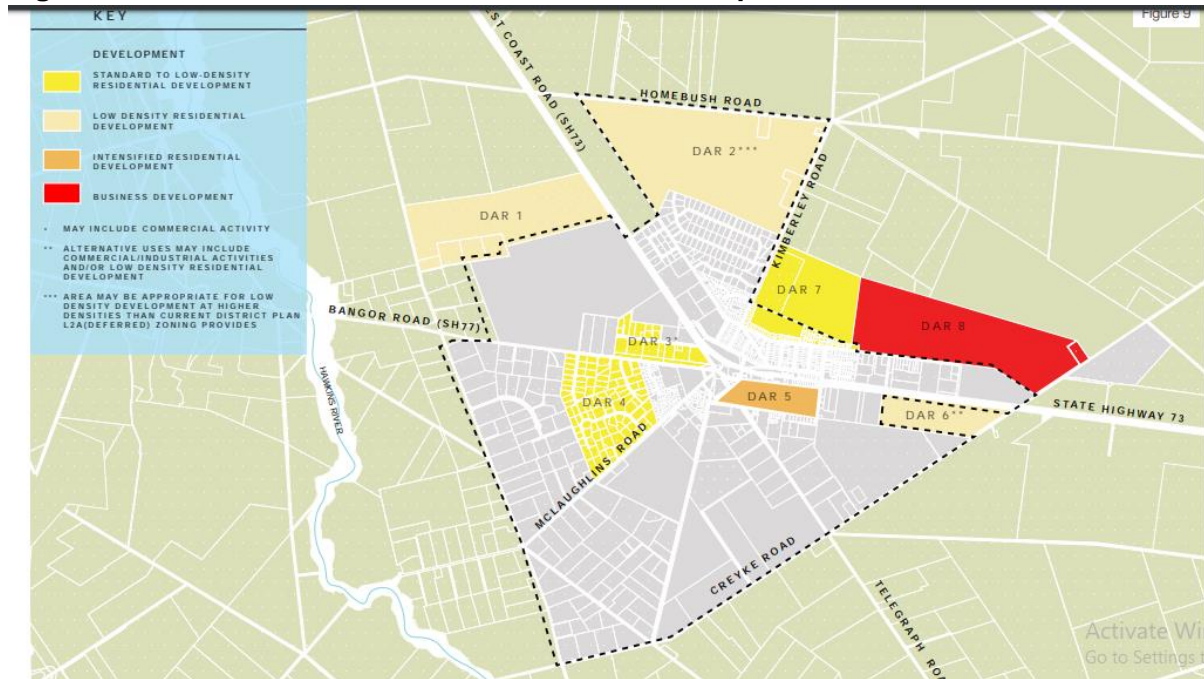 KEY
Figure 9
DEVELOPMENT
STANDARD TO LOW-DENSITY
RESIDENTIAL DEVELOPMENT
LOW DENSITY RESIDENTIAL
DEVELOPMENT
INTENSIFIED RESIDENTIAL
DEVELOPMENT
BUSINESS DEVELOPMENT
* MAY INCLUDE COMMERCIAL ACTIVITY
** ALTERNATIVE USES MAY INCLUDE
COMMERCIAL/INDUSTRIAL ACTIVITIES
AND/OR LOW DENSITY RESIDENTIAL
DEVELOPMENT
*** AREA MAY BE APPROPRIATE FOR LOW
DENSITY DEVELOPMENT AT HIGHER
DENSITIES THAN CURRENT DISTRICT PLAN
L2A(DEFERRED) ZONING PROVIDES
COAST ROAD (SH73)
HOMEBUSH ROAD
DAR 2***
DAR 1
KIMBERLEY ROAD
DAR 7
DAR 8
BANGOR ROAD (SH77)
DAR 3*
HAWKINS RIVER
DAR 4
DAR 5
DAR 6**
STATE HIGHWAY 73
MCLAUGHLINS ROAD
CREYKE ROAD
TELEGRAPH
Activate Wi
Go to Settings t